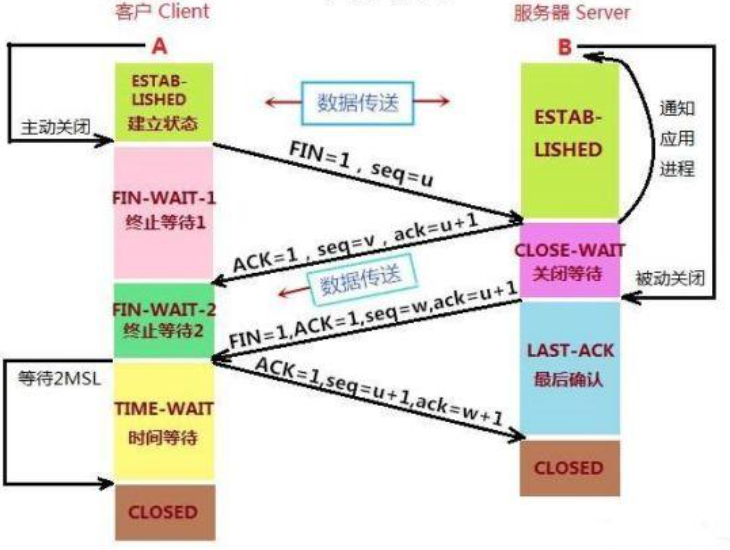 客户 Client
服务器 Server
A
B
ESTAB-
LISHED
建立状态
主动关闭
数据传送
ESTAB-
LISHED
通知
应用
进程
FIN=1，seq=u
FIN-WAIT-1
终止等待1
ACK=1，seq=v，ack=u+1
CLOSE-WAIT
关闭等待
数据传送
被动关闭
FIN-WAIT-2
终止等待2
FIN=1,ACK=1,seq=w,ack=u+1
LAST-ACK
最后确认
等待2MSL
ACK=1,seq=u+1,ack=w+1
TIME-WAIT
时间等待
CLOSED
CLOSED